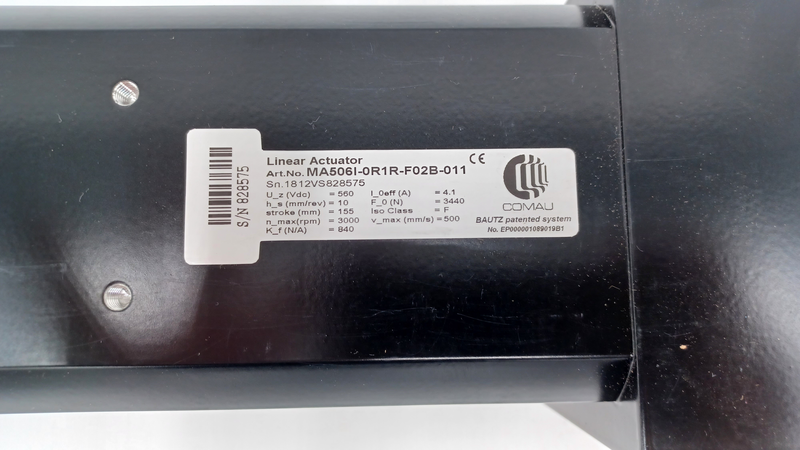 S/N 828575
Linear Actuator
Art.No. MA506I-0R1R-F02B-011
Sn.1812VS828575
U_z (Vdc) = 560 I_0eff (A) = 4.1
h_s (mm/rev) = 10 F_0 (N) = 3440
stroke (mm) = 155 Iso Class = F
n_max(rpm) = 3000 v_max (mm/s) = 500
K_f (N/A) = 840
CE
COMAU
BAUTZ patented system
No. EP000001089019B1